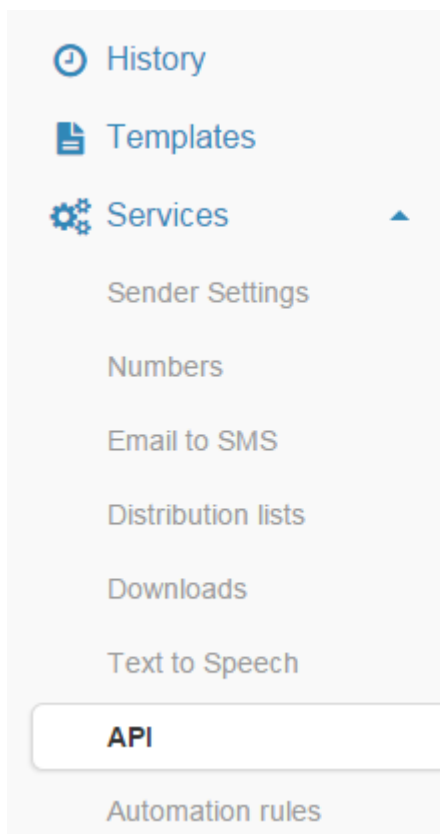 History
Templates
Services
Sender Settings
Numbers
Email to SMS
Distribution lists
Downloads
Text to Speech
API
Automation rules